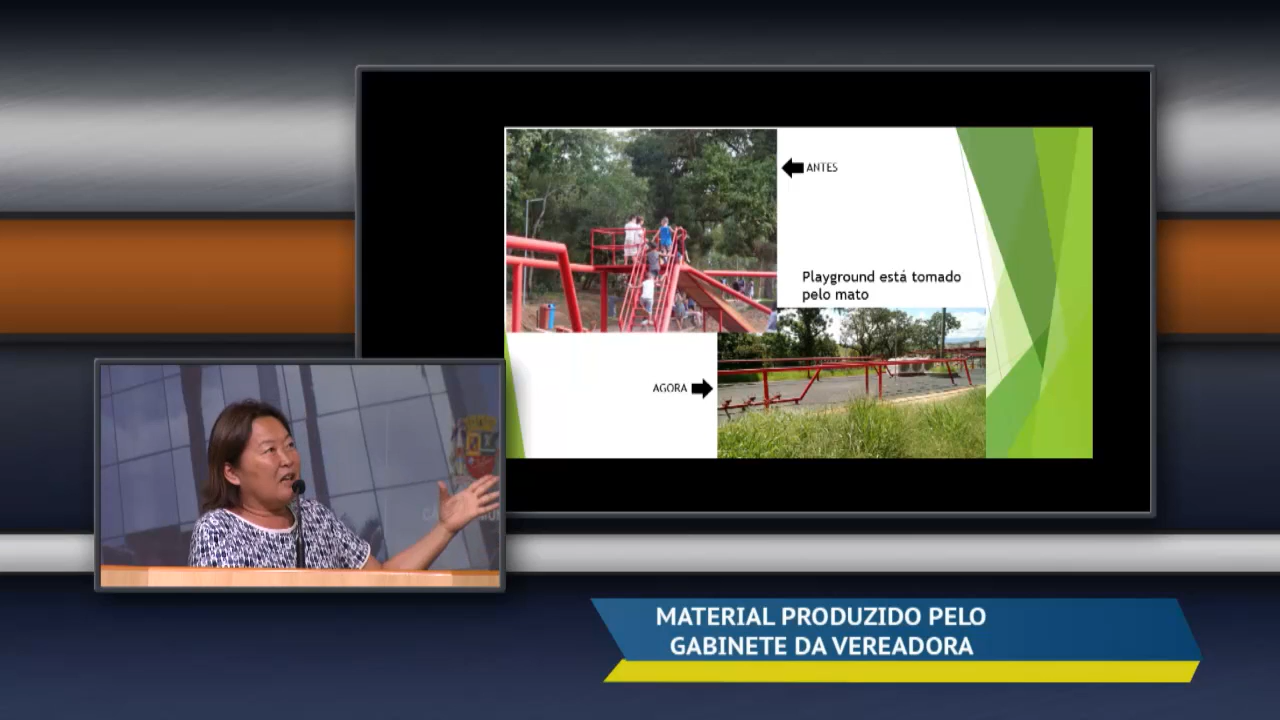 ANTES
Playground está tomado
pelo mato
AGORA
MATERIAL PRODUZIDO PELO
GABINETE DA VEREADORA